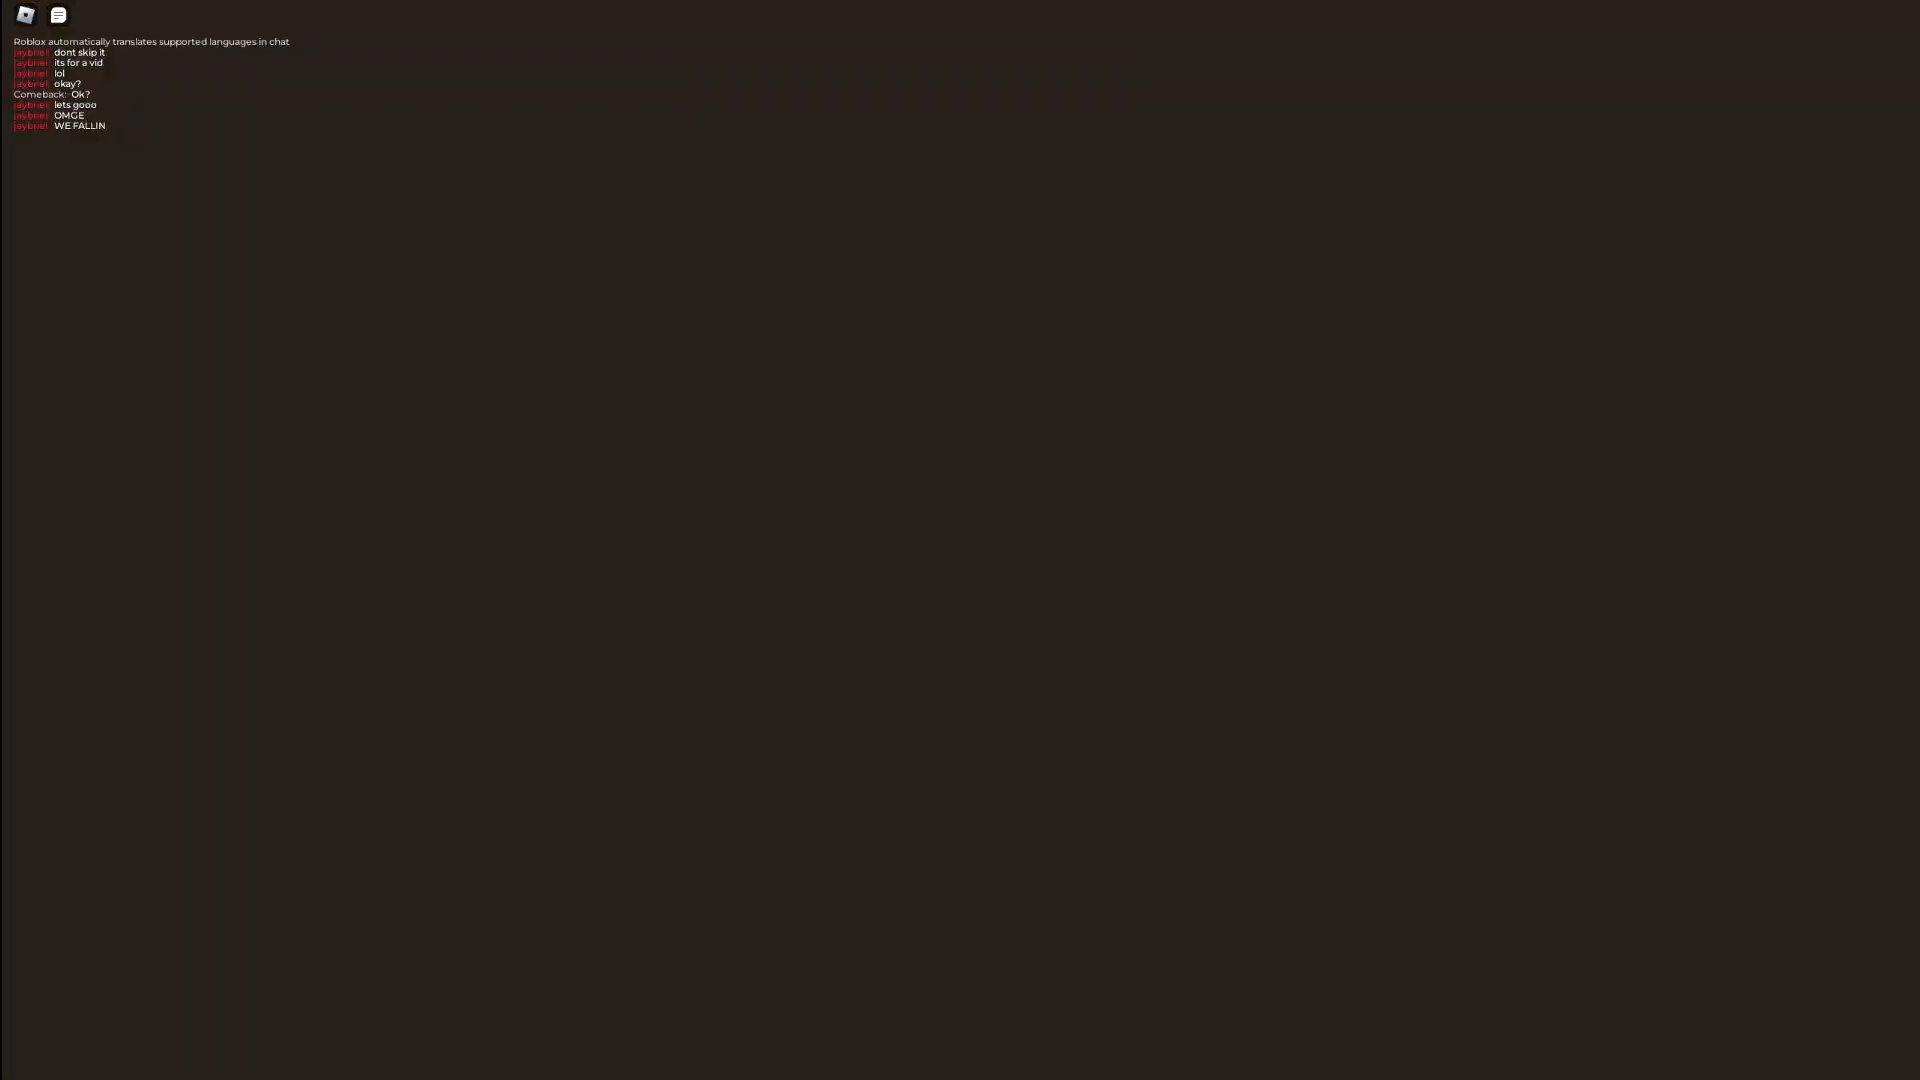 Roblox automatically translates supported languages in chat
jaybriel: dont skip it
jaybriel: its for a vid
jaybriel: lol
jaybriel: okay?
Comeback: Ok?
jaybriel: lets gooo
jaybriel: OMGE
jaybriel: WE FALLIN